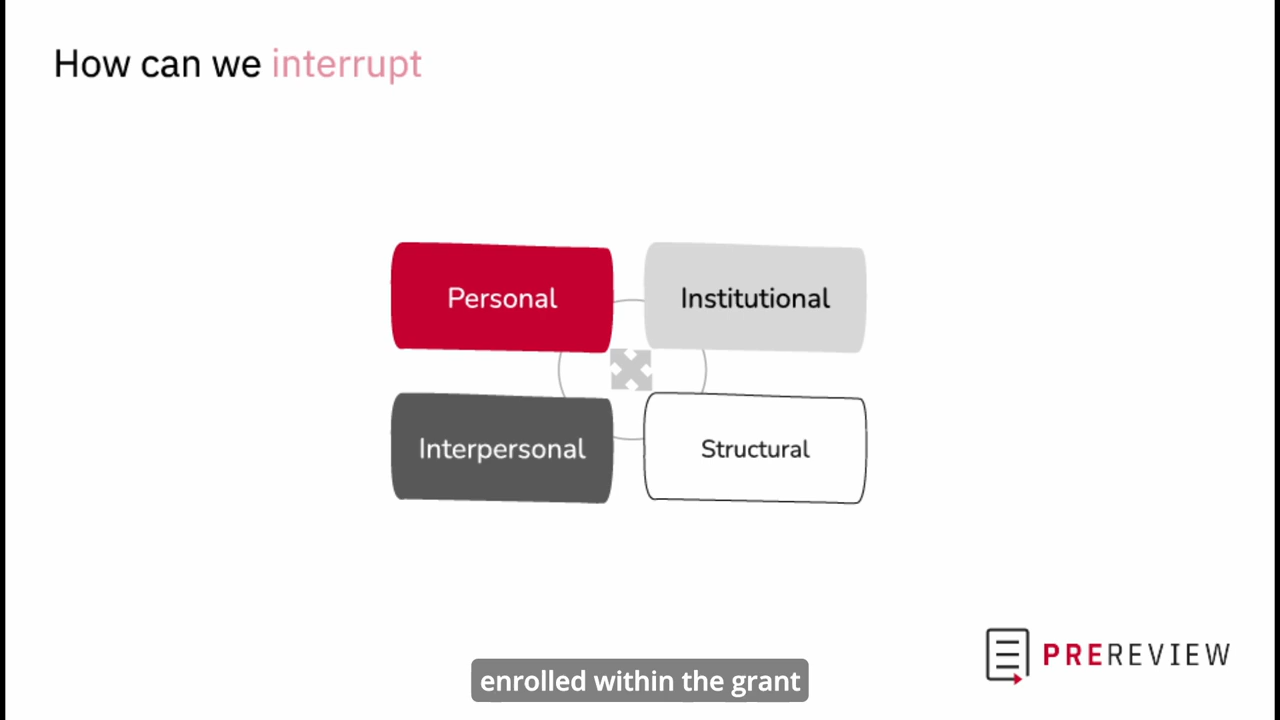 How can we interrupt
Personal
Institutional
Interpersonal
Structural
PREREVIEW
enrolled within the grant